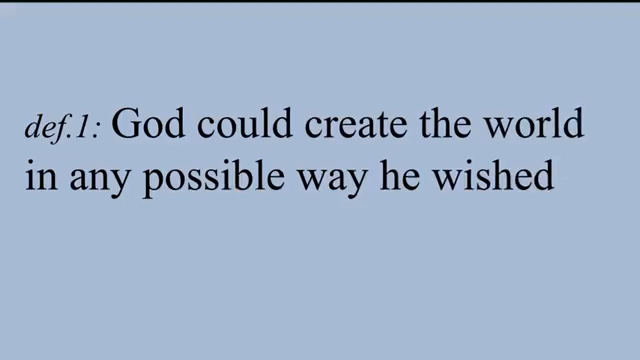 def.1: God could create the world
in any possible way he wished